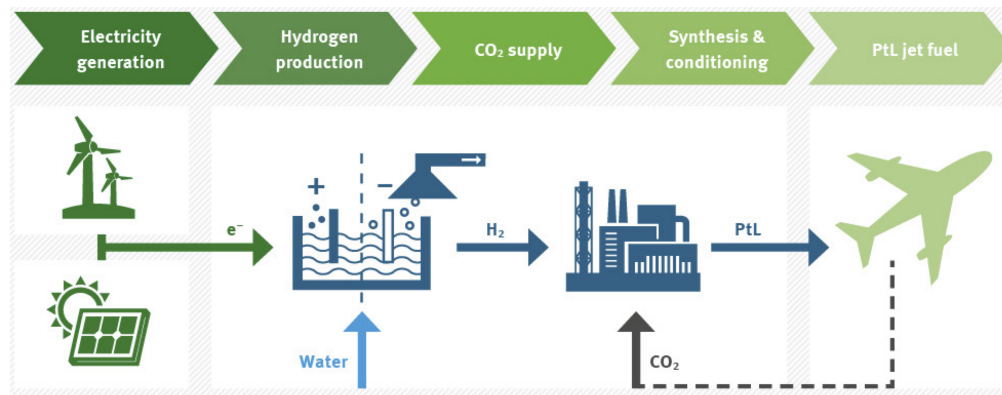 Electricity
generation
Hydrogen
production
CO₂ supply
Synthesis &
conditioning
PtL jet fuel
+
−
e⁻
H₂
PtL
Water
CO₂